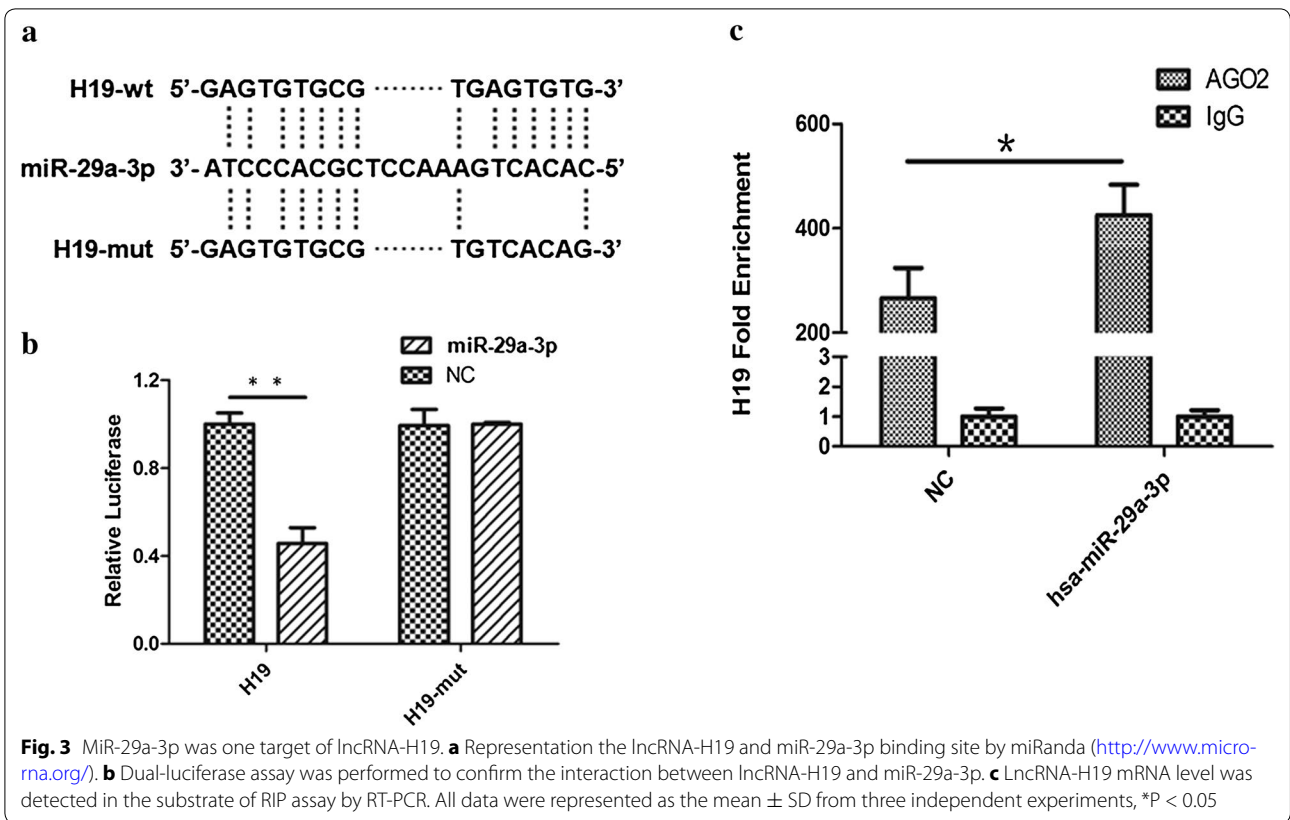 a
H19-wt 5’-GAGTGTGCG ········ TGAGTGTG-3’
miR-29a-3p 3’- ATCCCACGCTCCAAAGTCACAC-5’
H19-mut 5’-GAGTGTGCG ········ TGTCACAG-3’
b
miR-29a-3p
NC
Relative Luciferase
1.2
0.8
0.4
0.0
* *
H19
H19-mut
c
AGO2
IgG
H19 Fold Enrichment
600
400
200
3
2
1
0
*
NC
hsa-miR-29a-3p
Fig. 3 MiR-29a-3p was one target of lncRNA-H19. a Representation the lncRNA-H19 and miR-29a-3p binding site by miRanda (http://www.micro-
rna.org/). b Dual-luciferase assay was performed to confirm the interaction between lncRNA-H19 and miR-29a-3p. c LncRNA-H19 mRNA level was
detected in the substrate of RIP assay by RT-PCR. All data were represented as the mean ± SD from three independent experiments, *P < 0.05